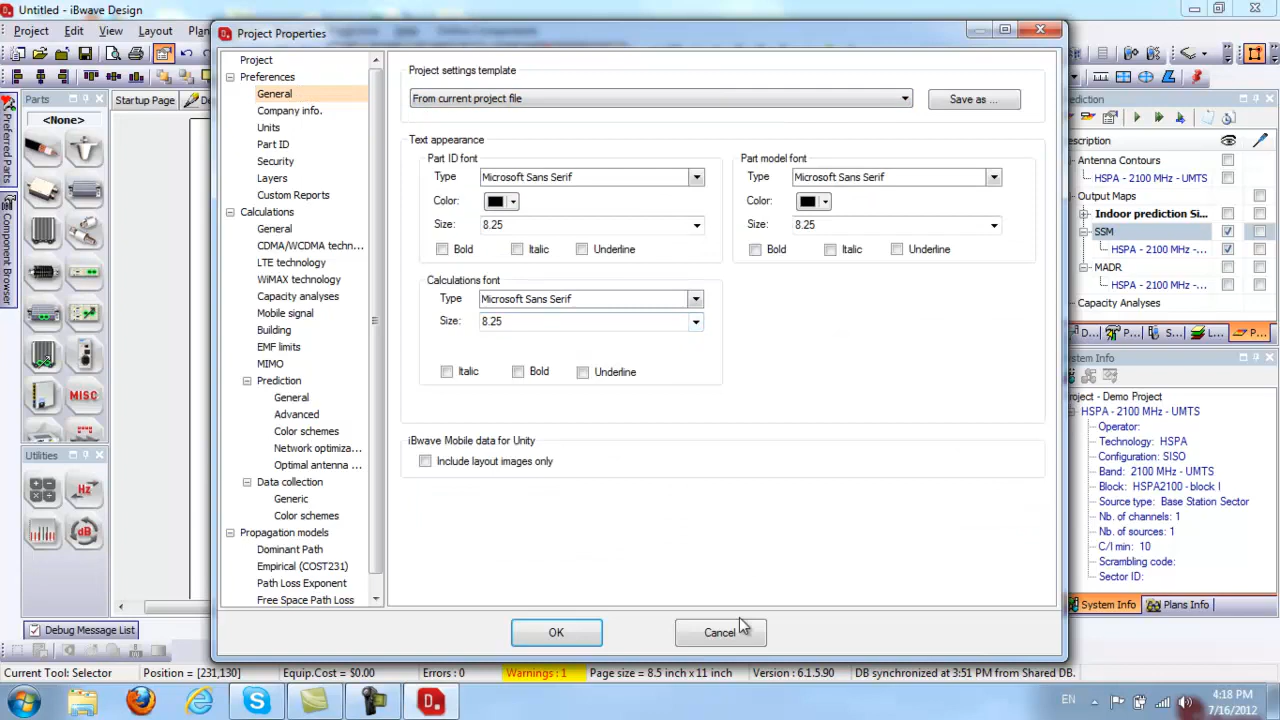 Untitled - iBwave Design
Project Edit View Layout Plan
Project Properties
Parts
Startup Page
<None>
Preferred Parts
Component Browser
Utilities
Hz
dB
MISC
Debug Message List
Project
Preferences
General
Company info.
Units
Part ID
Security
Layers
Custom Reports
Calculations
General
CDMA/WCDMA techn...
LTE technology
WiMAX technology
Capacity analyses
Mobile signal
Building
EMF limits
MIMO
Prediction
General
Advanced
Color schemes
Network optimiza...
Optimal antenna ...
Data collection
Generic
Color schemes
Propagation models
Dominant Path
Empirical (COST231)
Path Loss Exponent
Free Space Path Loss
Project settings template
From current project file
Save as ...
Text appearance
Part ID font
Type Microsoft Sans Serif
Color:
Size: 8.25
Bold Italic Underline
Part model font
Type Microsoft Sans Serif
Color:
Size: 8.25
Bold Italic Underline
Calculations font
Type Microsoft Sans Serif
Size: 8.25
Italic Bold Underline
iBwave Mobile data for Unity
Include layout images only
OK Cancel
ediction
escription
Antenna Contours
HSPA - 2100 MHz - UMTS
Output Maps
Indoor prediction Si...
SSM
HSPA - 2100 MHz -...
MADR
HSPA - 2100 MHz -...
Capacity Analyses
D... P... S... L... P...
ystem Info
roject - Demo Project
HSPA - 2100 MHz - UMTS
Operator:
Technology: HSPA
Configuration: SISO
Band: 2100 MHz - UMTS
Block: HSPA2100 - block I
Source type: Base Station Sector
Nb. of channels: 1
Nb. of sources: 1
C/I min: 10
Scrambling code:
Sector ID:
System Info Plans Info
Current Tool: Selector Position = [231,130] Equip.Cost = $0.00 Errors : 0 Warnings : 1 Page size = 8.5 inch x 11 inch Version : 6.1.5.90 DB synchronized at 3:51 PM from Shared DB.
EN
4:18 PM
7/16/2012